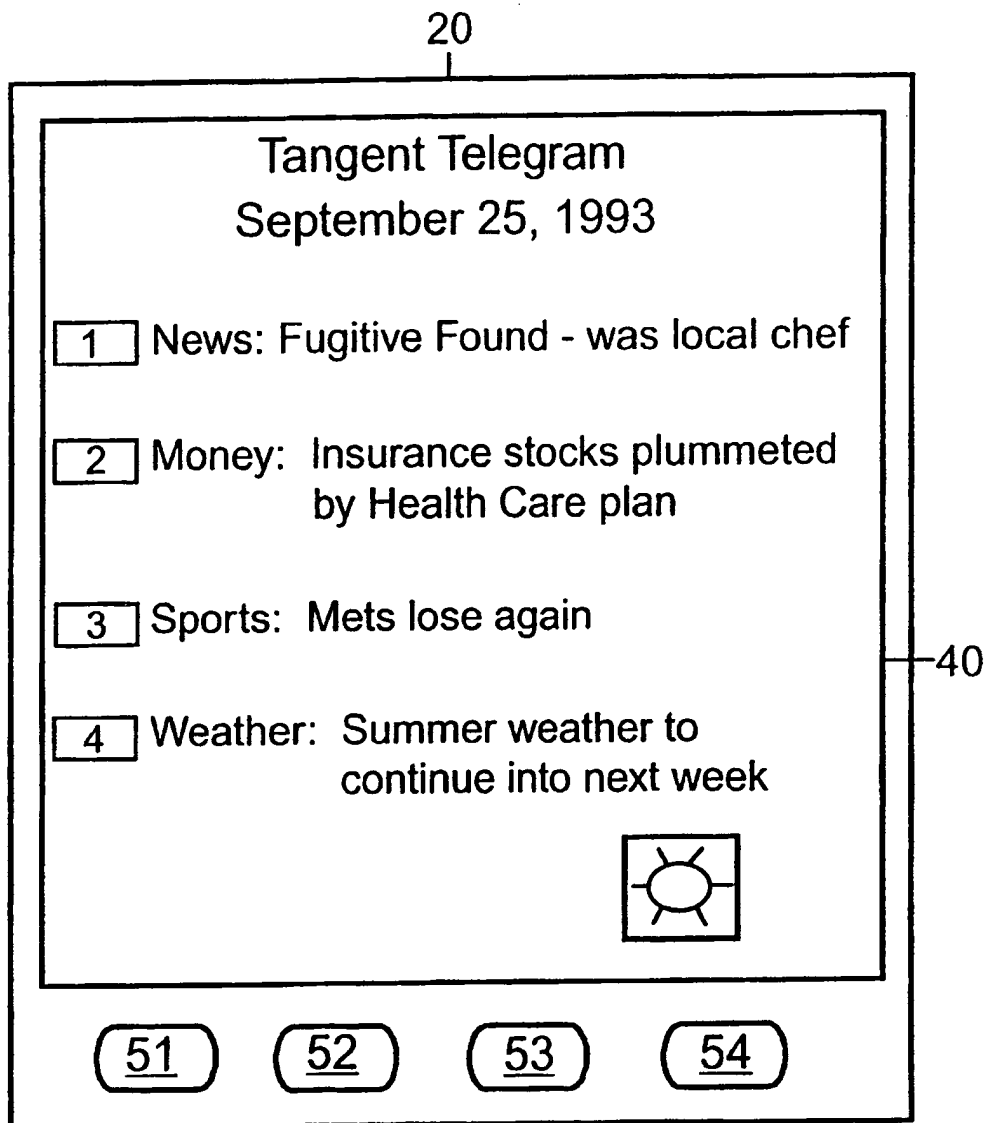 20
Tangent Telegram
September 25, 1993
1 News: Fugitive Found - was local chef
2 Money: Insurance stocks plummeted
by Health Care plan
3 Sports: Mets lose again
40
4 Weather: Summer weather to
continue into next week
51 52 53 54